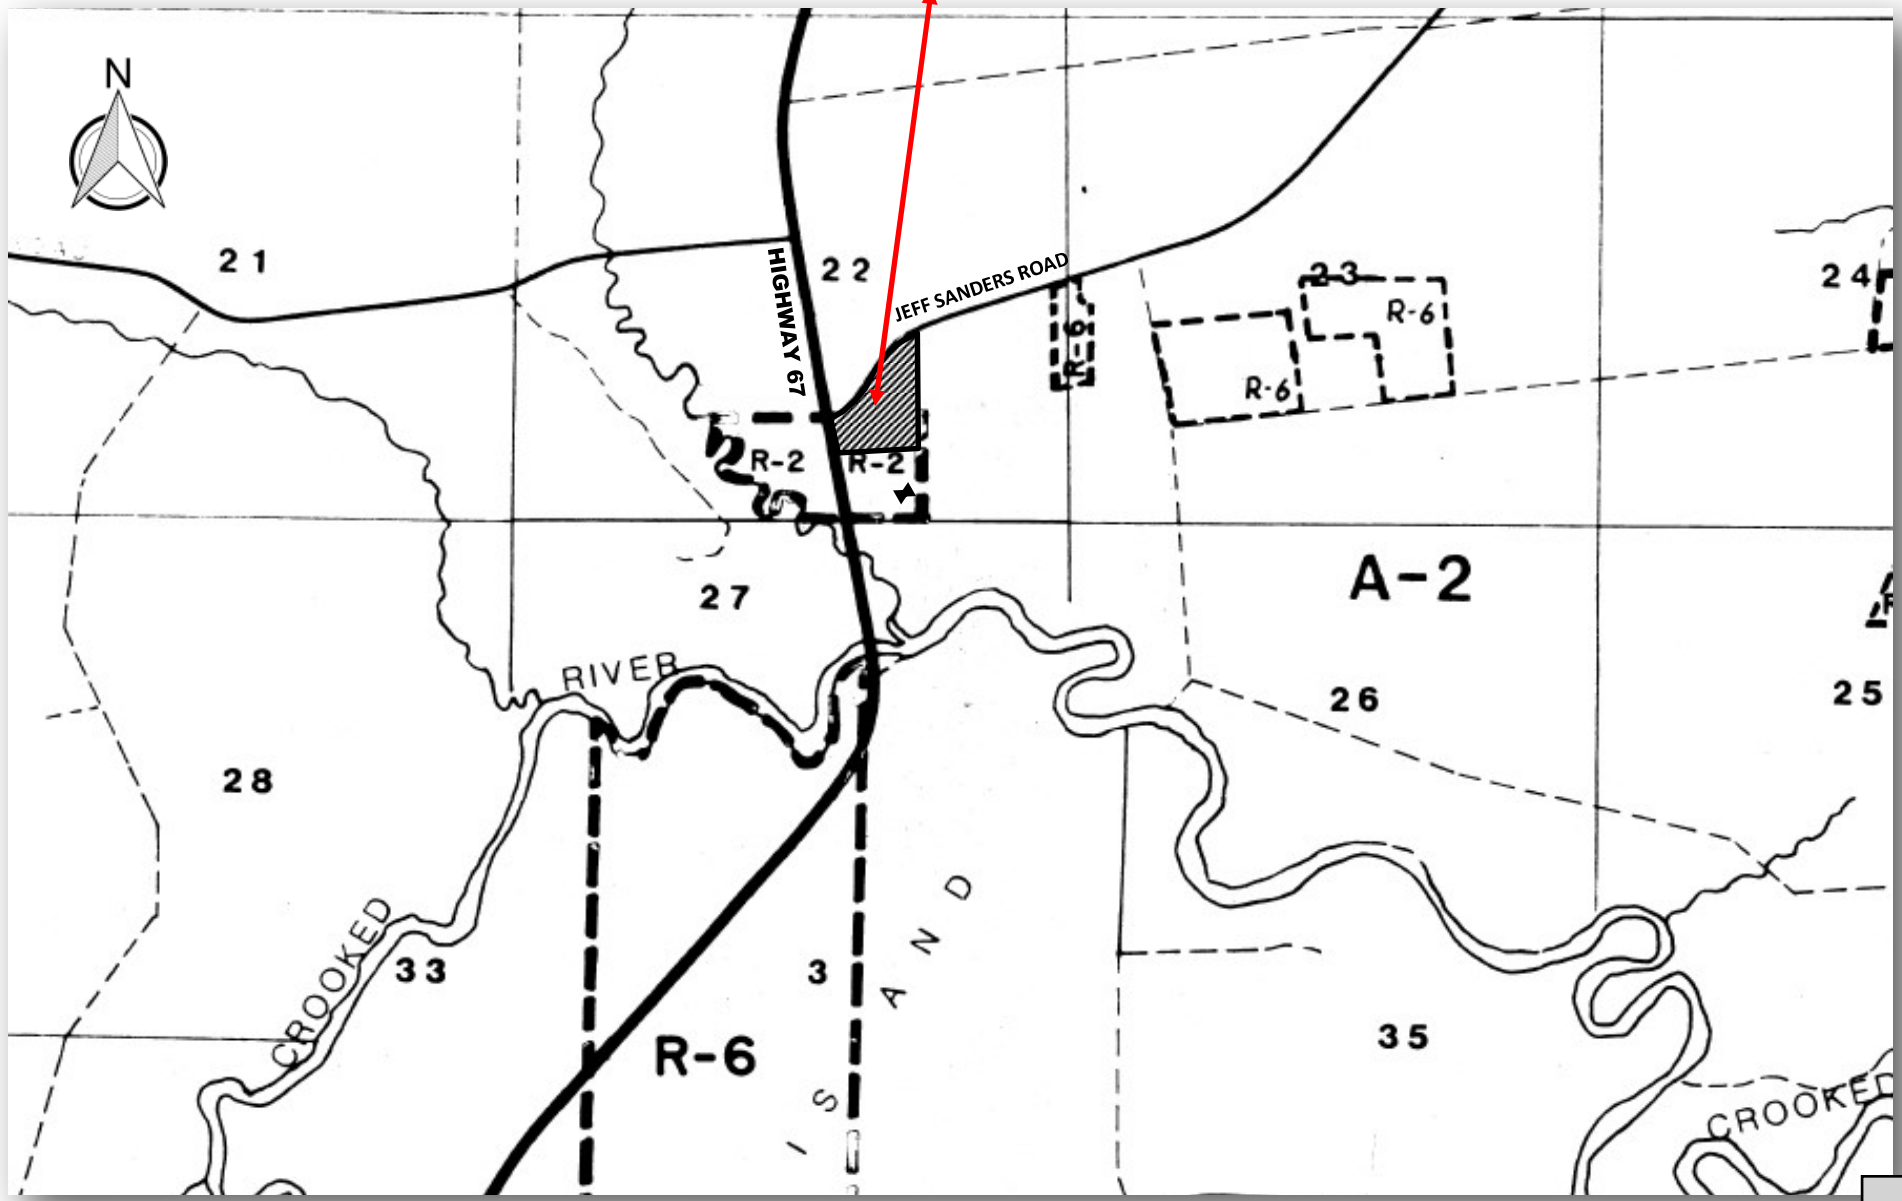 N
21
HIGHWAY 67
22
JEFF SANDERS ROAD
23
24
R-6
R-6
R-6
R-2
R-2
A-2
27
RIVER
26
25
28
CROOKED
33
3
ISAND
R-6
35
CROOKED